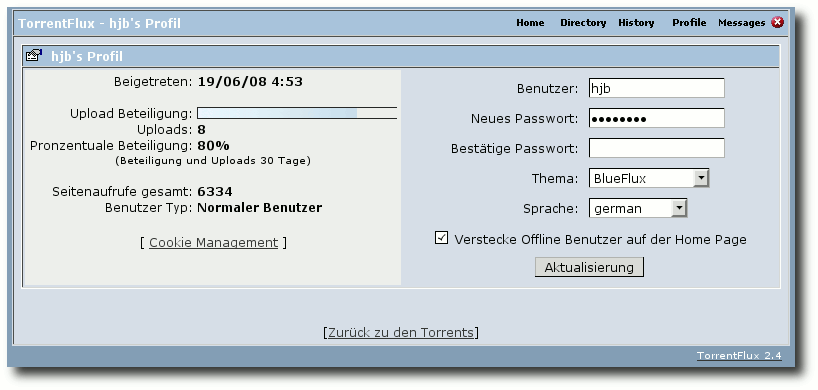 TorrentFlux - hjb's Profil
Home Directory History Profile Messages
hjb's Profil
Beigetreten: 19/06/08 4:53
Upload Beteiligung:
Uploads: 8
Pronzentuale Beteiligung: 80%
(Beteiligung und Uploads 30 Tage)
Seitenaufrufe gesamt: 6334
Benutzer Typ: Normaler Benutzer
[ Cookie Management ]
Benutzer: hjb
Neues Passwort: ●●●●●●●●
Bestätige Passwort:
Thema: BlueFlux
Sprache: german
Verstecke Offline Benutzer auf der Home Page
Aktualisierung
[Zurück zu den Torrents]
TorrentFlux 2.4